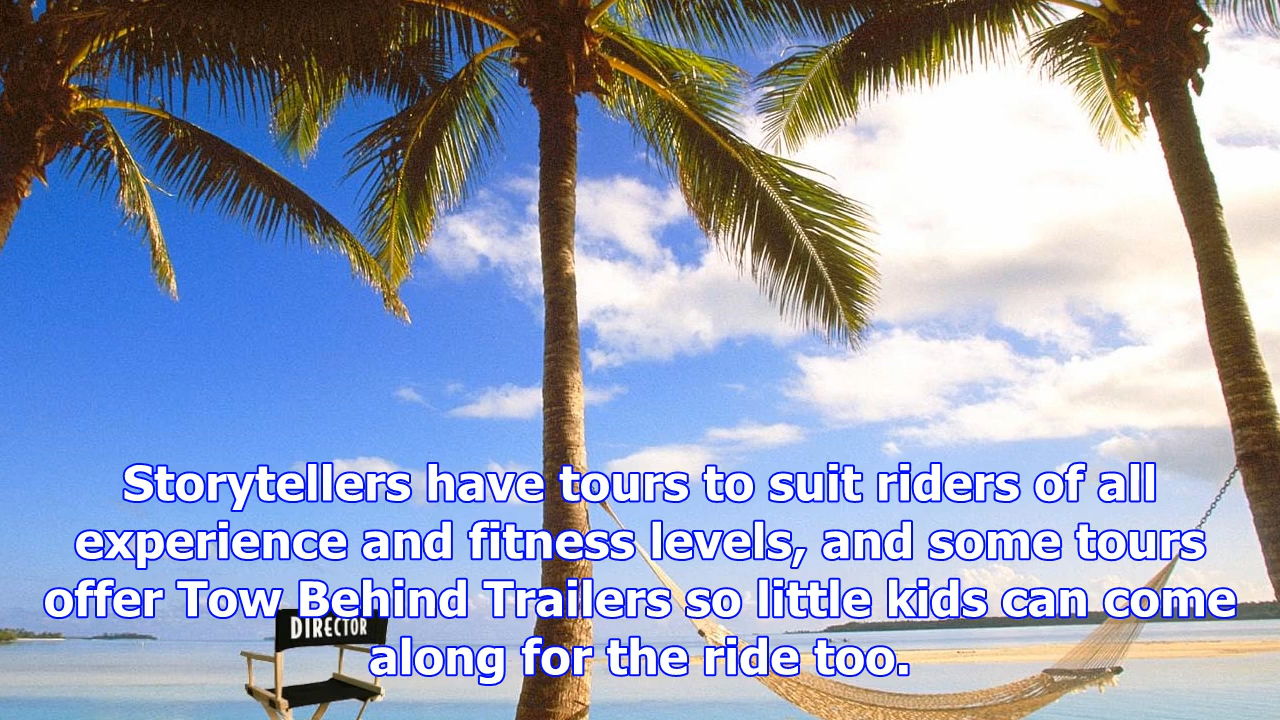 Storytellers have tours to suit riders of all
experience and fitness levels, and some tours
offer Tow Behind Trailers so little kids can come
DIRECTOR
along for the ride too.